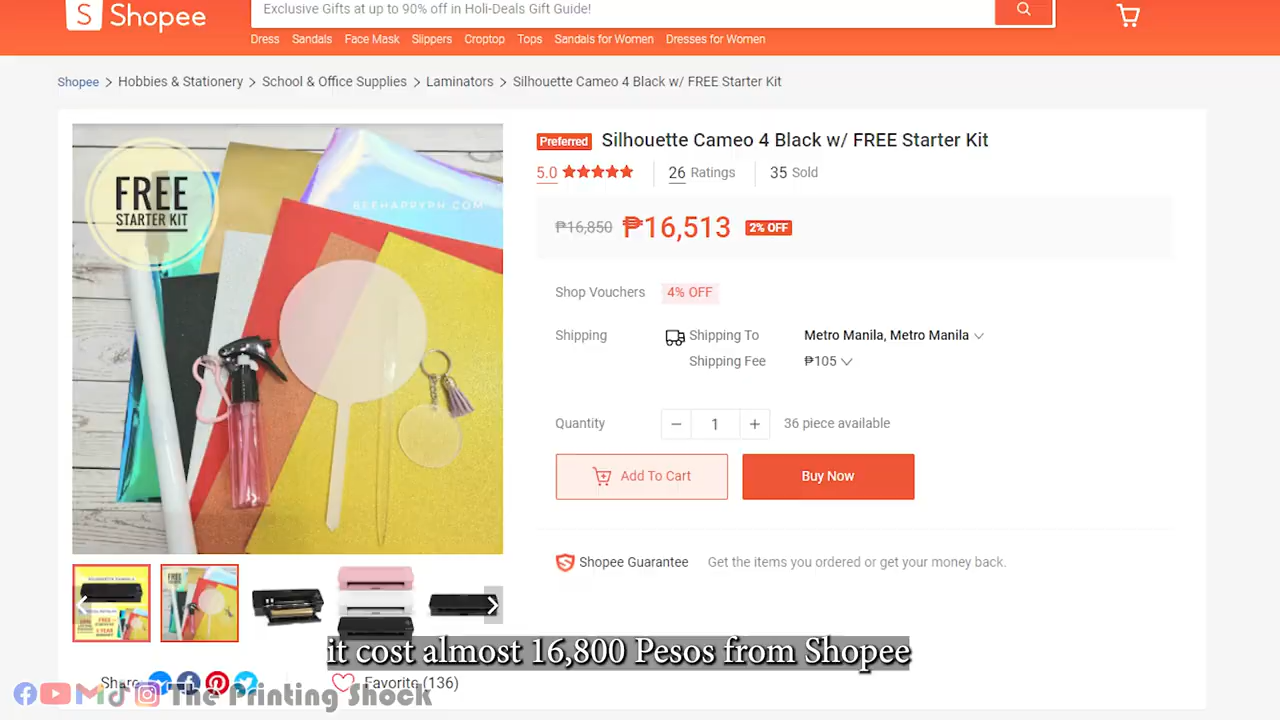 Shopee
Exclusive Gifts at up to 90% off in Holi-Deals Gift Guide!
Dress Sandals Face Mask Slippers Croptop Tops Sandals for Women Dresses for Women
Shopee > Hobbies & Stationery > School & Office Supplies > Laminators > Silhouette Cameo 4 Black w/ FREE Starter Kit
FREE
STARTER KIT
BEEHAPPYPH.COM
Preferred Silhouette Cameo 4 Black w/ FREE Starter Kit
5.0 26 Ratings 35 Sold
₱16,850 ₱16,513 2% OFF
Shop Vouchers 4% OFF
Shipping Shipping To Metro Manila, Metro Manila
Shipping Fee ₱105
Quantity − 1 + 36 piece available
Add To Cart Buy Now
Shopee Guarantee Get the items you ordered or get your money back.
it cost almost 16,800 Pesos from Shopee
Share Favorite (136)
The Printing Shock